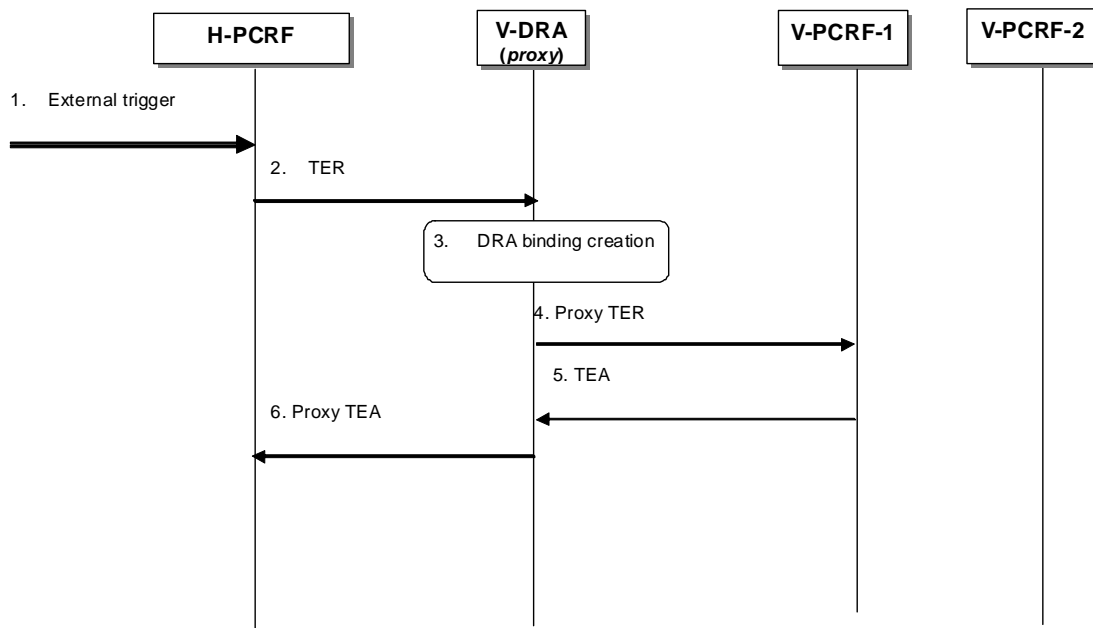 H-PCRF
V-DRA
(proxy)
V-PCRF-1
V-PCRF-2
1. External trigger
2. TER
3. DRA binding creation
4. Proxy TER
5. TEA
6. Proxy TEA